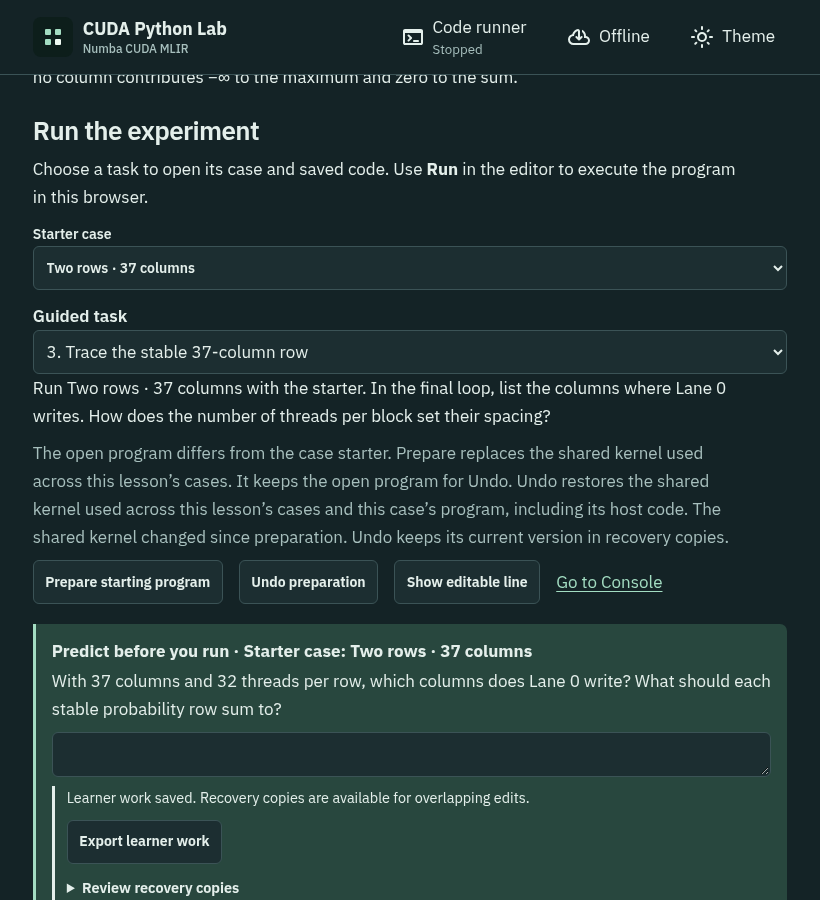 CUDA Python Lab
Numba CUDA MLIR
Code runner
Stopped
Offline
Theme
no column contributes −∞ to the maximum and zero to the sum.
Run the experiment
Choose a task to open its case and saved code. Use Run in the editor to execute the program
in this browser.
Starter case
Two rows · 37 columns
Guided task
3. Trace the stable 37-column row
Run Two rows · 37 columns with the starter. In the final loop, list the columns where Lane 0
writes. How does the number of threads per block set their spacing?
The open program differs from the case starter. Prepare replaces the shared kernel used
across this lesson’s cases. It keeps the open program for Undo. Undo restores the shared
kernel used across this lesson’s cases and this case’s program, including its host code. The
shared kernel changed since preparation. Undo keeps its current version in recovery copies.
Prepare starting program
Undo preparation
Show editable line
Go to Console
Predict before you run · Starter case: Two rows · 37 columns
With 37 columns and 32 threads per row, which columns does Lane 0 write? What should each
stable probability row sum to?
Learner work saved. Recovery copies are available for overlapping edits.
Export learner work
Review recovery copies